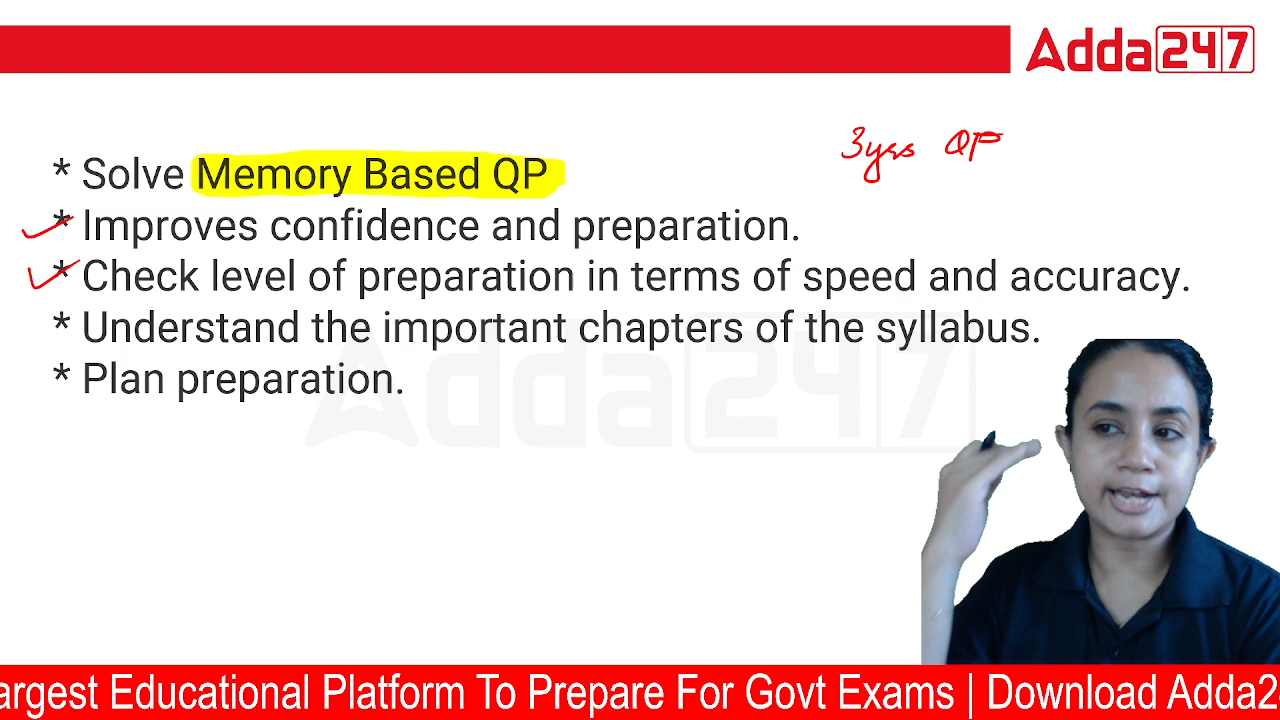 Adda247
3yrs QP
* Solve Memory Based QP
* Improves confidence and preparation.
* Check level of preparation in terms of speed and accuracy.
* Understand the important chapters of the syllabus.
* Plan preparation.
Adda247
argest Educational Platform To Prepare For Govt Exams | Download Adda2